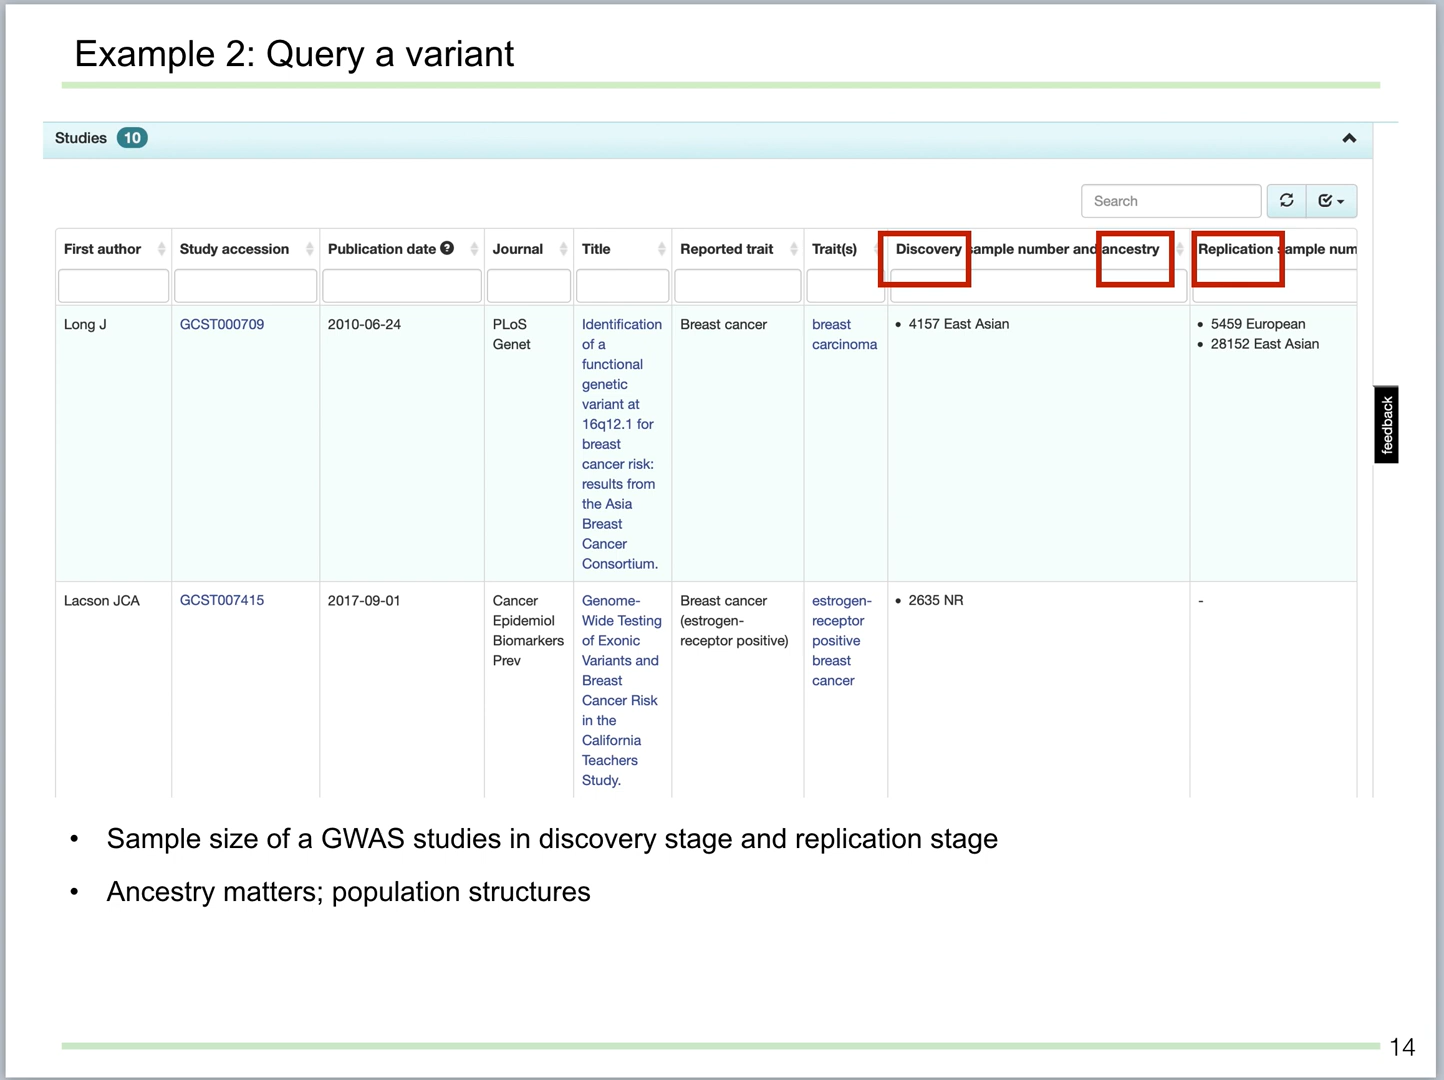 Example 2: Query a variant
Studies 10
Search
First author
Study accession
Publication date
Journal
Title
Reported trait
Trait(s)
Discovery sample number and ancestry
Replication sample num
Long J
GCST000709
2010-06-24
PLoS
Genet
Identification
of a
functional
genetic
variant at
16q12.1 for
breast
cancer risk:
results from
the Asia
Breast
Cancer
Consortium.
Breast cancer
breast
carcinoma
• 4157 East Asian
• 5459 European
• 28152 East Asian
feedback
Lacson JCA
GCST007415
2017-09-01
Cancer
Epidemiol
Biomarkers
Prev
Genome-
Wide Testing
of Exonic
Variants and
Breast
Cancer Risk
in the
California
Teachers
Study.
Breast cancer
(estrogen-
receptor positive)
estrogen-
receptor
positive
breast
cancer
• 2635 NR
-
• Sample size of a GWAS studies in discovery stage and replication stage
• Ancestry matters; population structures
14